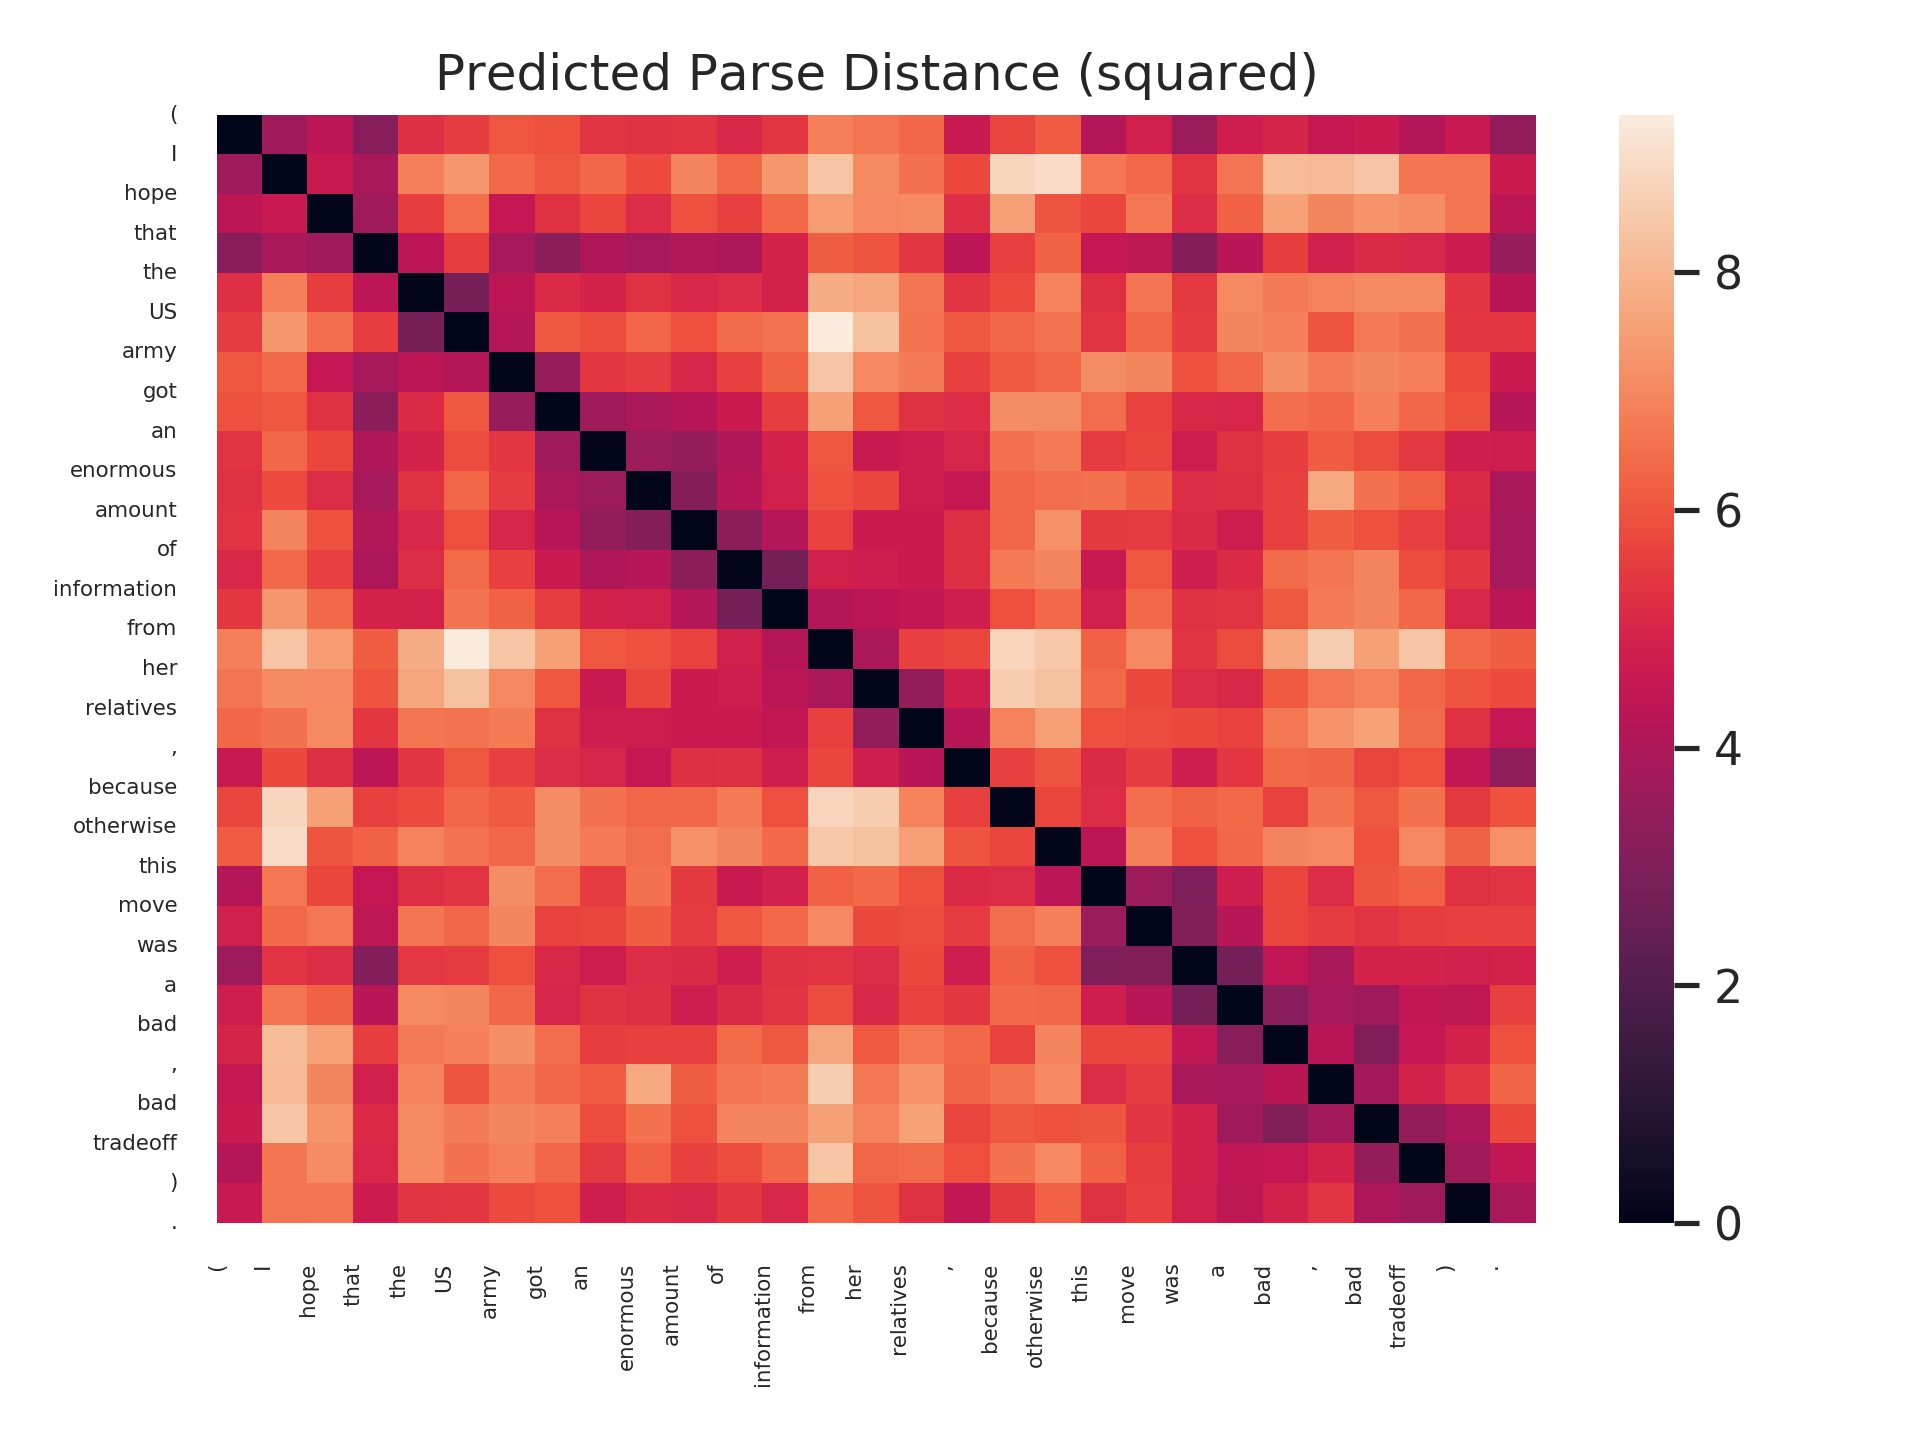 Predicted Parse Distance (squared)
(
I
hope
that
the
US
army
got
an
enormous
amount
of
information
from
her
relatives
,
because
otherwise
this
move
was
a
bad
,
bad
tradeoff
)
.
8
6
4
2
0
(
I
hope
that
the
US
army
got
an
enormous
amount
of
information
from
her
relatives
,
because
otherwise
this
move
was
a
bad
,
bad
tradeoff
)
.